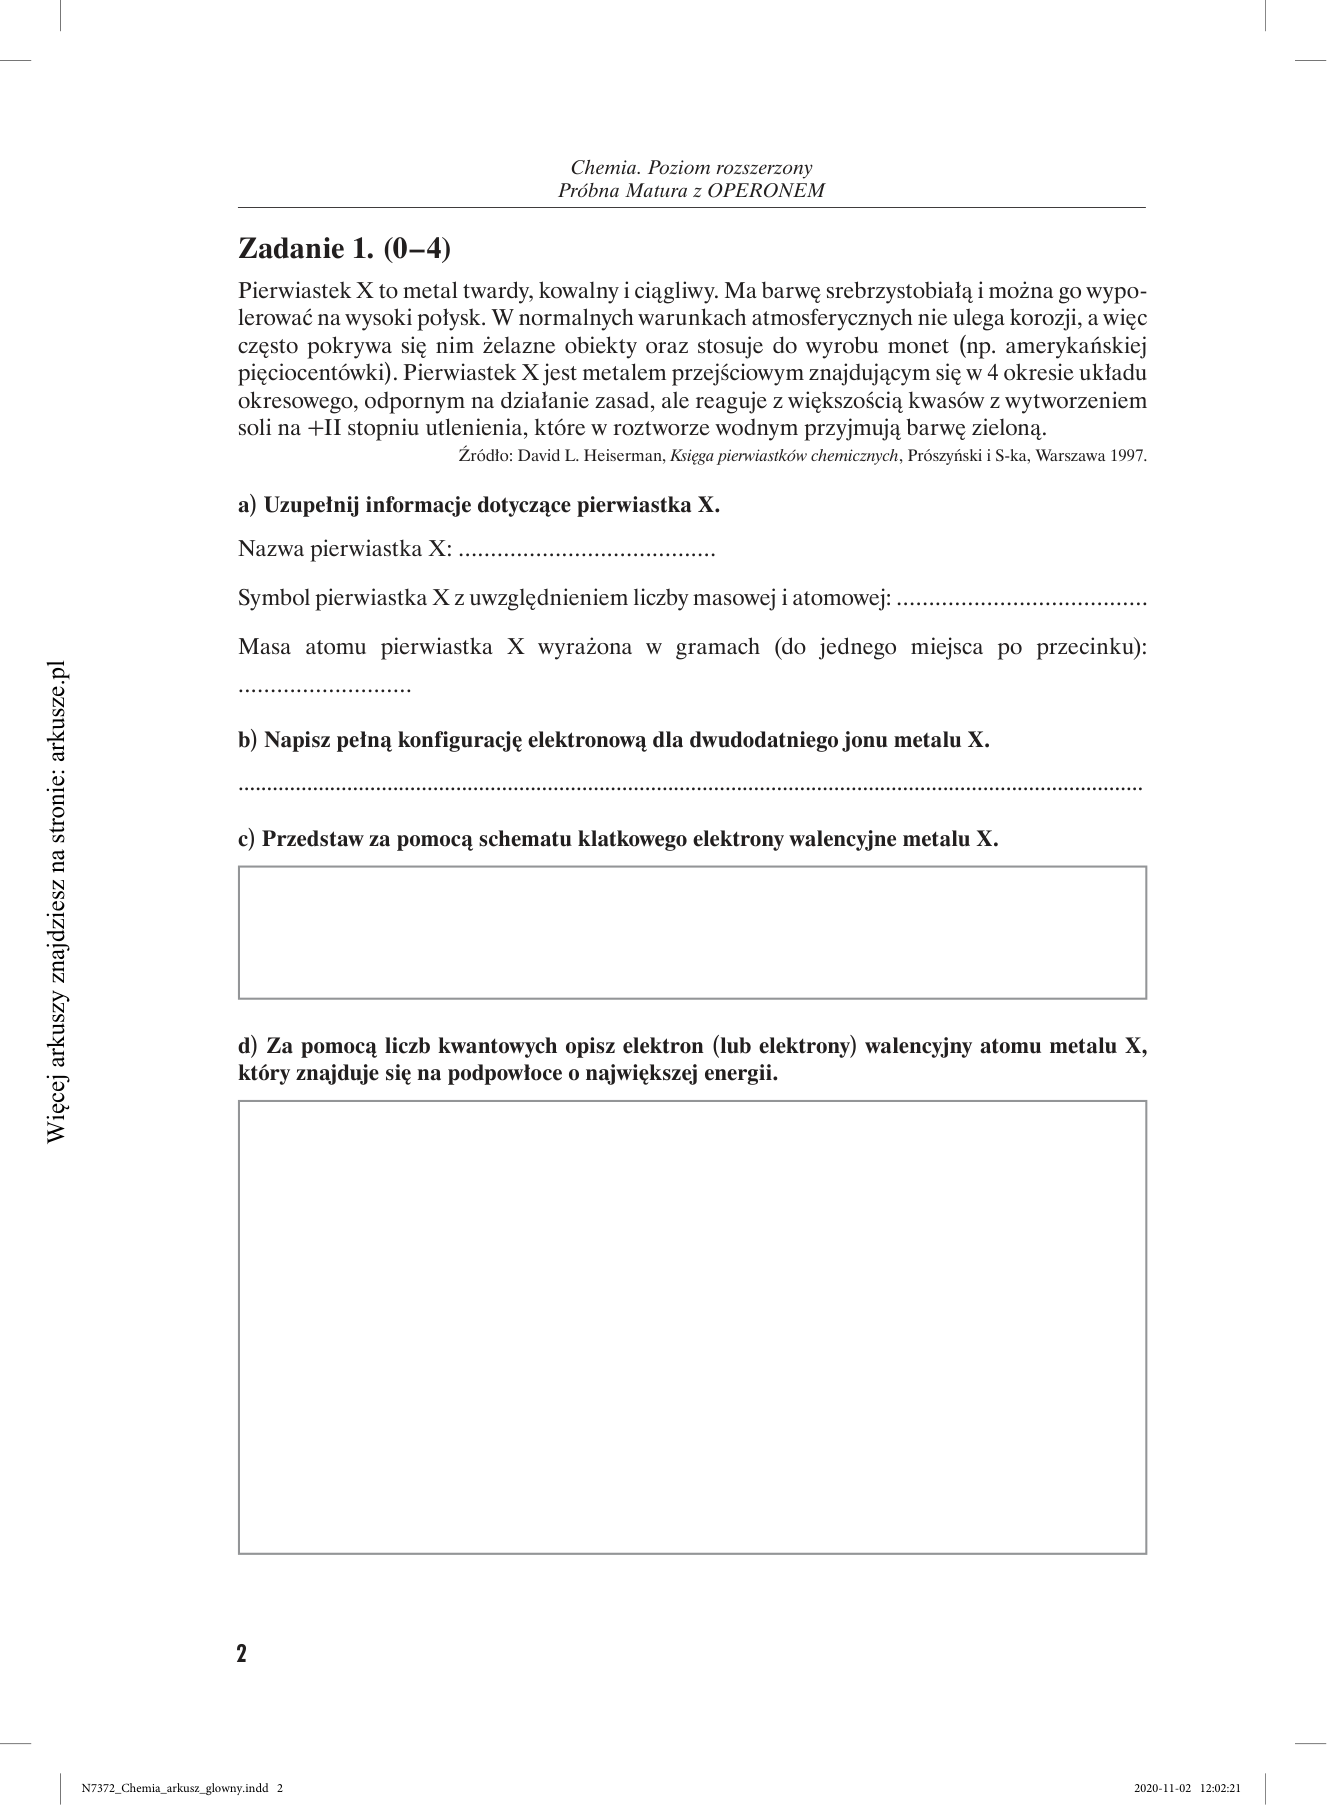 Chemia. Poziom rozszerzony
Próbna Matura z OPERONEM
Zadanie 1. (0–4)
Pierwiastek X to metal twardy, kowalny i ciągliwy. Ma barwę srebrzystobiałą i można go wypo-
lerować na wysoki połysk. W normalnych warunkach atmosferycznych nie ulega korozji, a więc
często pokrywa się nim żelazne obiekty oraz stosuje do wyrobu monet (np. amerykańskiej
pięciocentówki). Pierwiastek X jest metalem przejściowym znajdującym się w 4 okresie układu
okresowego, odpornym na działanie zasad, ale reaguje z większością kwasów z wytworzeniem
soli na +II stopniu utlenienia, które w roztworze wodnym przyjmują barwę zieloną.
Źródło: David L. Heiserman, Księga pierwiastków chemicznych, Prószyński i S-ka, Warszawa 1997.
a) Uzupełnij informacje dotyczące pierwiastka X.
Nazwa pierwiastka X: ........................................
Symbol pierwiastka X z uwzględnieniem liczby masowej i atomowej: .......................................
Masa atomu pierwiastka X wyrażona w gramach (do jednego miejsca po przecinku):
...........................
b) Napisz pełną konfigurację elektronową dla dwudodatniego jonu metalu X.
................................................................................................................................................................
c) Przedstaw za pomocą schematu klatkowego elektrony walencyjne metalu X.
d) Za pomocą liczb kwantowych opisz elektron (lub elektrony) walencyjny atomu metalu X,
który znajduje się na podpowłoce o największej energii.
Więcej arkuszy znajdziesz na stronie: arkusze.pl
2
N7372_Chemia_arkusz_glowny.indd 2
2020-11-02 12:02:21